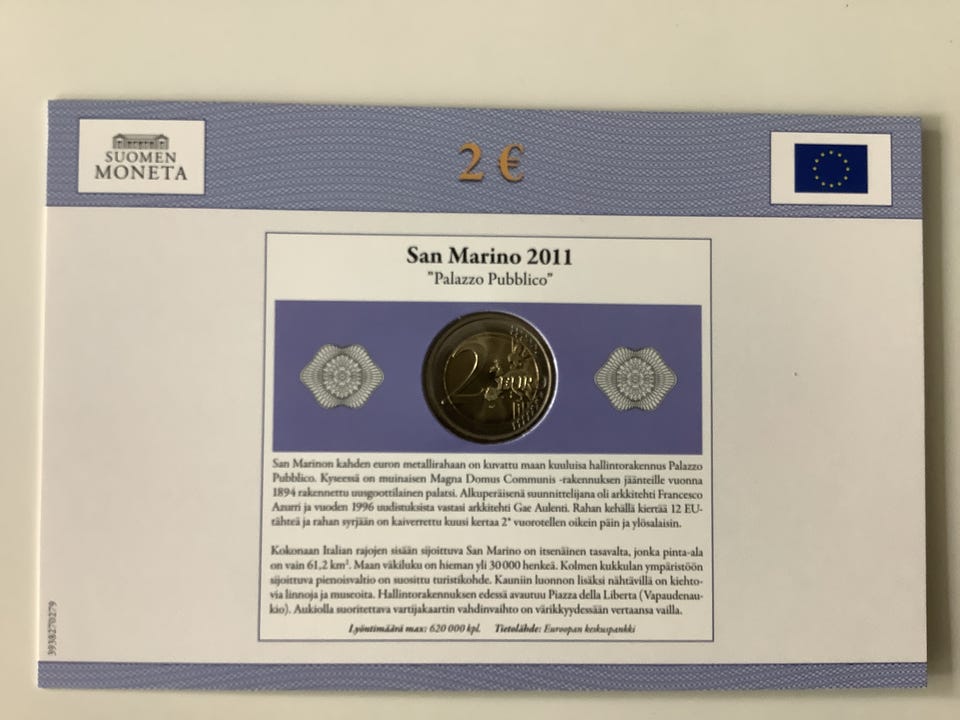 SUOMEN
MONETA
2 €
San Marino 2011
"Palazzo Pubblico"
2 EUR
San Marinon kahden euron metallirahaan on kuvattu maan kuuluisa hallintorakennus Palazzo
Pubblico. Kyseessä on muinaisen Magna Domus Communis -rakennuksen jäänteille vuonna
1894 rakennettu uusgoottilainen palatsi. Alkuperäisenä suunnittelijana oli arkkitehti Francesco
Azurri ja vuoden 1996 uudistuksista vastasi arkkitehti Gae Aulenti. Rahan kehällä kiertää 12 EU-
tähteä ja rahan syrjään on kaiverrettu kuusi kertaa 2* vuorotellen oikein päin ja ylösalaisin.
Kokonaan Italian rajojen sisään sijoittuva San Marino on itsenäinen tasavalta, jonka pinta-ala
on vain 61,2 km². Maan väkiluku on hieman yli 30 000 henkeä. Kolmen kukkulan ympäristöön
sijoittuva pienoisvaltio on suosittu turistikohde. Kauniin luonnon lisäksi nähtävillä on kiehto-
via linnoja ja museoita. Hallintorakennuksen edessä avautuu Piazza della Liberta (Vapaudenau-
kio). Aukiolla suoritettava vartijakaartin vahdinvaihto on värikkyydessään vertaansa vailla.
Lyöntimäärä max: 620 000 kpl. Tietolähde: Euroopan keskuspankki
3938270279